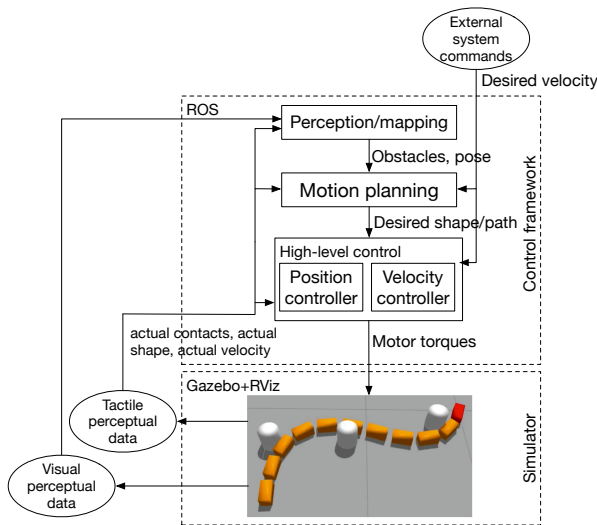 External
system
commands
Desired velocity
ROS
Perception/mapping
Obstacles, pose
Motion planning
Desired shape/path
High-level control
Position
controller
Velocity
controller
Control framework
actual contacts, actual
shape, actual velocity
Motor torques
Gazebo+RViz
Tactile
perceptual
data
Visual
perceptual
data
Simulator